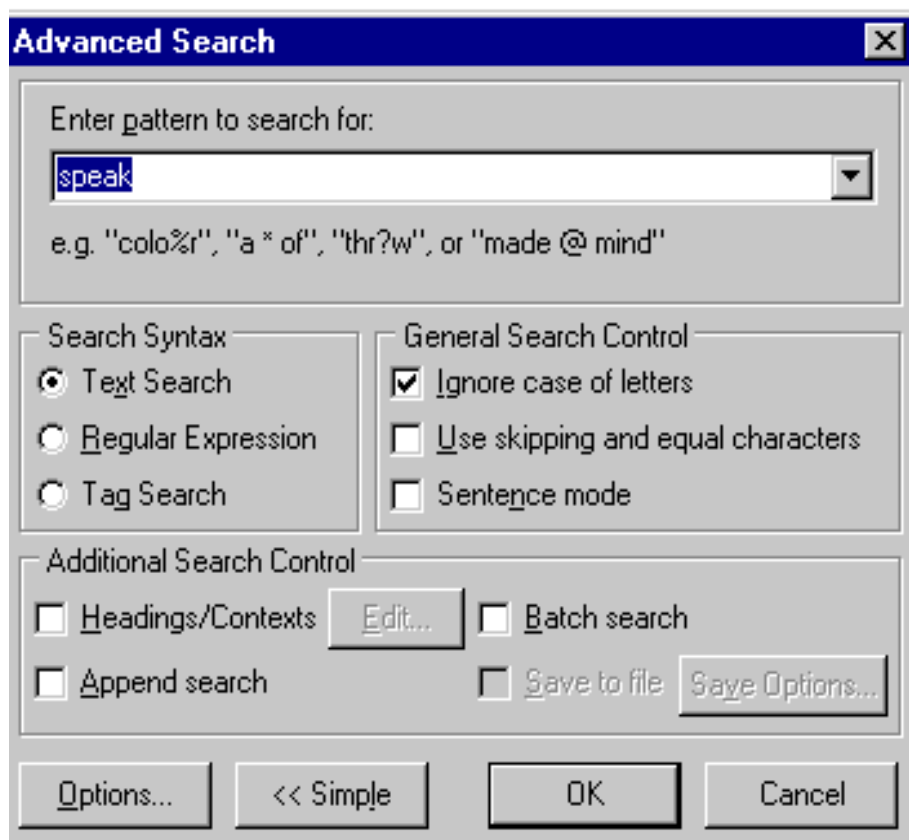 Advanced Search
Enter pattern to search for:
speak
e.g. "colo%r", "a * of", "thr?w", or "made @ mind"
Search Syntax
Text Search
Regular Expression
Tag Search
General Search Control
Ignore case of letters
Use skipping and equal characters
Sentence mode
Additional Search Control
Headings/Contexts Edit... Batch search
Append search Save to file Save Options...
Options... << Simple OK Cancel